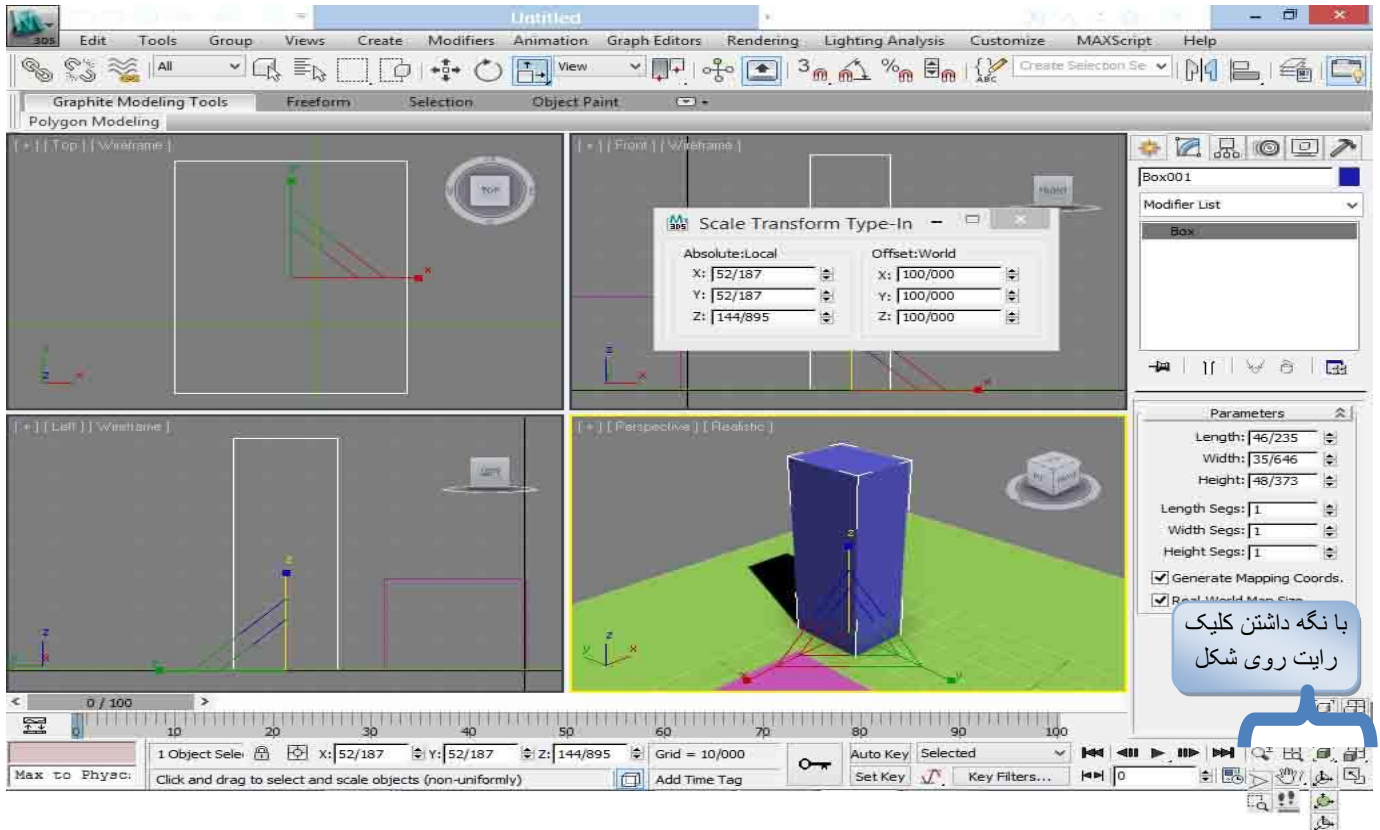 Untitled
3DS
Edit Tools Group Views Create Modifiers Animation Graph Editors Rendering Lighting Analysis Customize MAXScript Help
All View 3 Create Selection Se
ABC
Graphite Modeling Tools Freeform Selection Object Paint
Polygon Modeling
[ + ] [ Top ] [ Wireframe ]
TOP
[ + ] [ Front ] [ Wireframe ]
FRONT
Scale Transform Type-In
Absolute:Local Offset:World
X: 52/187 X: 100/000
Y: 52/187 Y: 100/000
Z: 144/895 Z: 100/000
Box001
Modifier List
Box
[ + ] [ Left ] [ Wireframe ]
LEFT
[ + ] [ Perspective ] [ Realistic ]
Parameters
Length: 46/235
Width: 35/646
Height: 48/373
Length Segs: 1
Width Segs: 1
Height Segs: 1
Generate Mapping Coords.
Real-World Map Size
با نگه داشتن کلیک
رایت روی شکل
< 0 / 100 >
0 10 20 30 40 50 60 70 80 90 100
1 Object Sele X: 52/187 Y: 52/187 Z: 144/895 Grid = 10/000 Auto Key Selected
Max to Physc: Click and drag to select and scale objects (non-uniformly) Add Time Tag Set Key Key Filters... 0